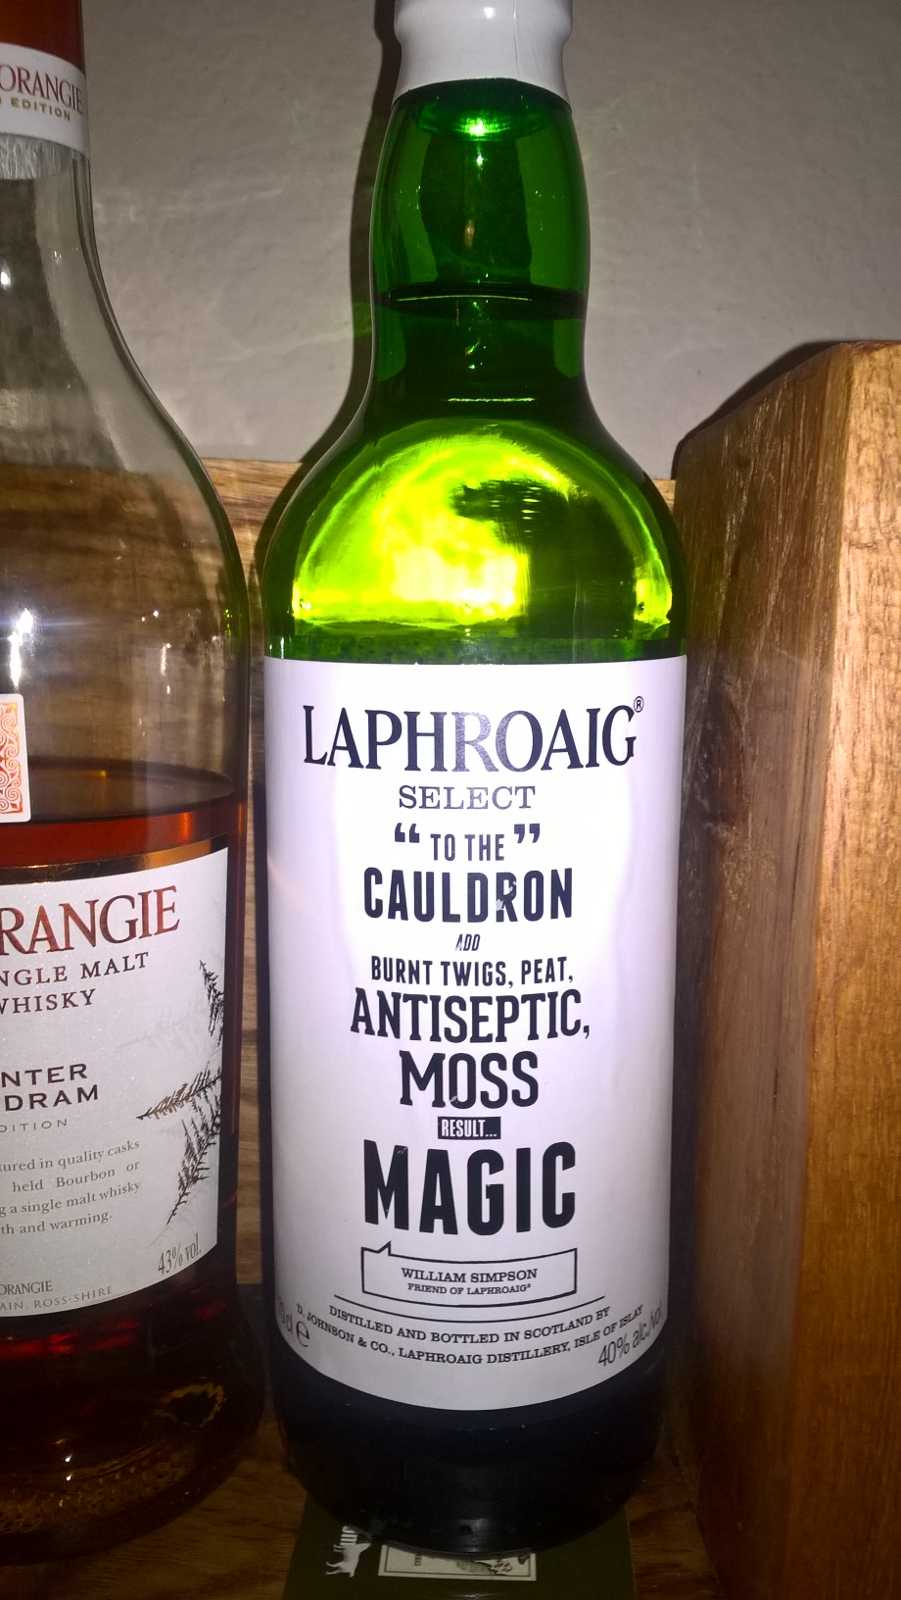 ORANGIE
EDITION
RANGIE
NGLE MALT
WHISKY
NTER
DRAM
DITION
tured in quality casks
held Bourbon or
g a single malt whisky
th and warming.
43% vol.
ORANGIE
AIN, ROSS-SHIRE
LAPHROAIG®
SELECT
“ TO THE ”
CAULDRON
ADD
BURNT TWIGS, PEAT,
ANTISEPTIC,
MOSS
RESULT...
MAGIC
WILLIAM SIMPSON
FRIEND OF LAPHROAIG®
DISTILLED AND BOTTLED IN SCOTLAND BY
D. JOHNSON & CO., LAPHROAIG DISTILLERY, ISLE OF ISLAY
70cl e
40% alc./vol.